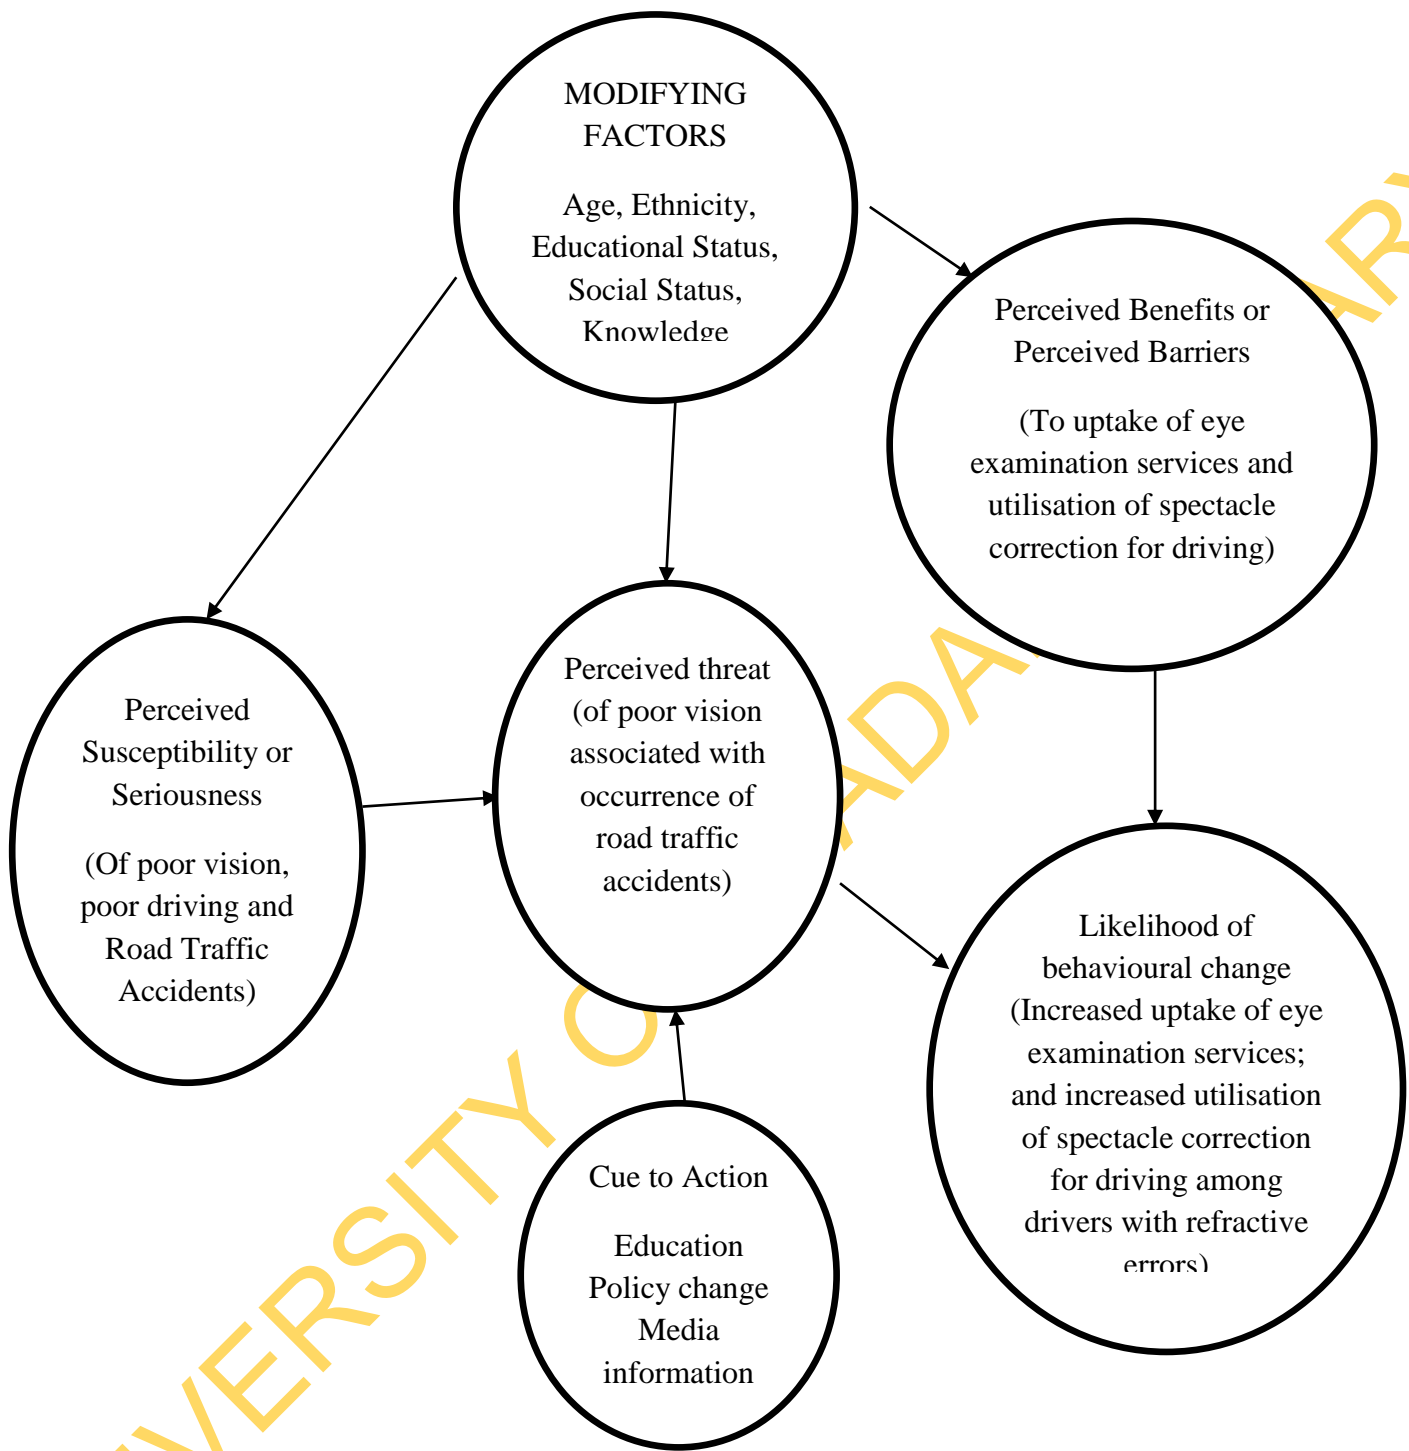 MODIFYING
FACTORS
Age, Ethnicity,
Educational Status,
Social Status,
Knowledge
Perceived Benefits or
Perceived Barriers
(To uptake of eye
examination services and
utilisation of spectacle
correction for driving)
Perceived
Susceptibility or
Seriousness
(Of poor vision,
poor driving and
Road Traffic
Accidents)
Perceived threat
(of poor vision
associated with
occurrence of
road traffic
accidents)
Likelihood of
behavioural change
(Increased uptake of eye
examination services;
and increased utilisation
of spectacle correction
for driving among
drivers with refractive
errors)
Cue to Action
Education
Policy change
Media
information